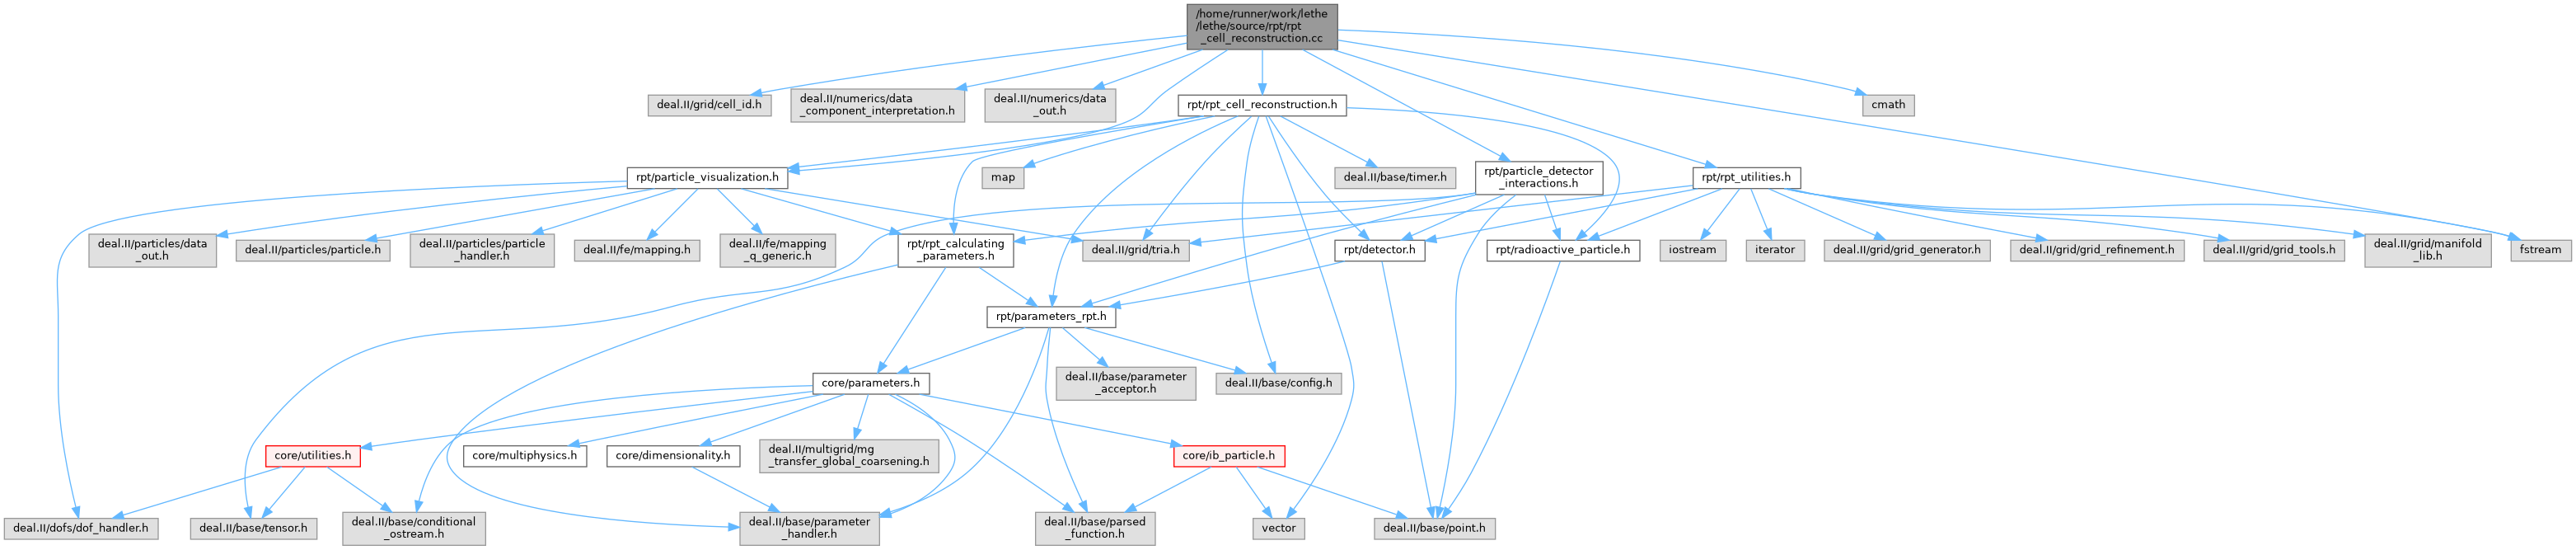 /home/runner/work/lethe
/lethe/source/rpt/rpt
_cell_reconstruction.cc
deal.II/grid/cell_id.h
deal.II/numerics/data
_component_interpretation.h
deal.II/numerics/data
_out.h
rpt/rpt_cell_reconstruction.h
cmath
rpt/particle_visualization.h
map
deal.II/base/timer.h
rpt/particle_detector
_interactions.h
rpt/rpt_utilities.h
deal.II/particles/data
_out.h
deal.II/particles/particle.h
deal.II/particles/particle
_handler.h
deal.II/fe/mapping.h
deal.II/fe/mapping
_q_generic.h
rpt/rpt_calculating
_parameters.h
deal.II/grid/tria.h
rpt/detector.h
rpt/radioactive_particle.h
iostream
iterator
deal.II/grid/grid_generator.h
deal.II/grid/grid_refinement.h
deal.II/grid/grid_tools.h
deal.II/grid/manifold
_lib.h
fstream
rpt/parameters_rpt.h
core/parameters.h
deal.II/base/parameter
_acceptor.h
deal.II/base/config.h
core/utilities.h
core/multiphysics.h
core/dimensionality.h
deal.II/multigrid/mg
_transfer_global_coarsening.h
core/ib_particle.h
deal.II/dofs/dof_handler.h
deal.II/base/tensor.h
deal.II/base/conditional
_ostream.h
deal.II/base/parameter
_handler.h
deal.II/base/parsed
_function.h
vector
deal.II/base/point.h